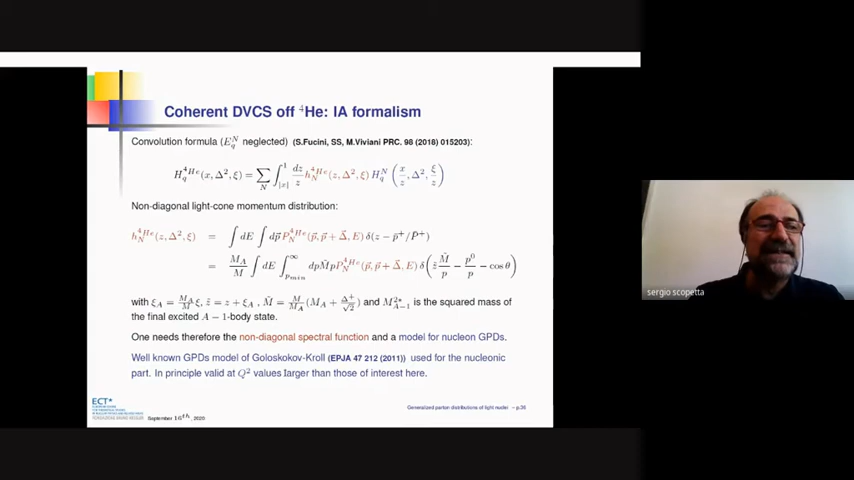 Coherent DVCS off ⁴He: IA formalism
Convolution formula (E_q^N neglected) (S.Fucini, SS, M.Viviani PRC. 98 (2018) 015203):
H_q^{4He}(x, Δ², ξ) = ∑_N ∫_{|x|}^1 dz/z h_N^{4He}(z, Δ², ξ) H_q^N (x/z, Δ², ξ/z)
Non-diagonal light-cone momentum distribution:
h_N^{4He}(z, Δ², ξ) = ∫ dE ∫ dp⃗ P_N^{4He}(p⃗, p⃗ + Δ⃗, E) δ(z − p̄⁺/P̄⁺)
= M_A/M ∫ dE ∫_{p_min}^∞ dp M̃ p P_N^{4He}(p⃗, p⃗ + Δ⃗, E) δ(z̃ M̃/p − p⁰/p − cos θ)
with ξ_A = M_A/M ξ, z̃ = z + ξ_A, M̃ = M/M_A (M_A + Δ⁺/√2) and M_{A−1}^{2*} is the squared mass of
the final excited A − 1-body state.
One needs therefore the non-diagonal spectral function and a model for nucleon GPDs.
Well known GPDs model of Goloskokov-Kroll (EPJA 47 212 (2011)) used for the nucleonic
part. In principle valid at Q² values larger than those of interest here.
ECT*
September 16th, 2020
Generalized parton distributions of light nuclei – p.26
sergio scopetta